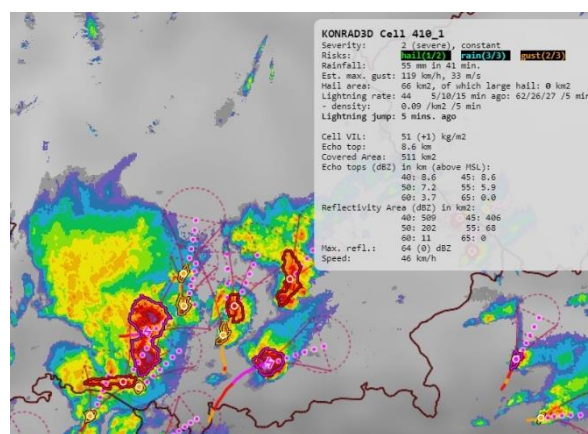 KONRAD3D Cell 410_1
Severity: 2 (severe), constant
Risks: hail(1/2) rain(3/3) gust(2/3)
Rainfall: 55 mm in 41 min.
Est. max. gust: 119 km/h, 33 m/s
Hail area: 66 km2, of which large hail: 0 km2
Lightning rate: 44 5/10/15 min ago: 62/26/27 /5 min
- density: 0.09 /km2 /5 min
Lightning jump: 5 mins. ago
Cell VIL: 51 (+1) kg/m2
Echo top: 8.6 km
Covered Area: 511 km2
Echo tops (dBZ) in km (above MSL):
40: 8.6 45: 8.6
50: 7.2 55: 5.9
60: 3.7 65: 0.0
Reflectivity Area (dBZ) in km2:
40: 509 45: 406
50: 202 55: 68
60: 11 65: 0
Max. refl.: 64 (0) dBZ
Speed: 46 km/h